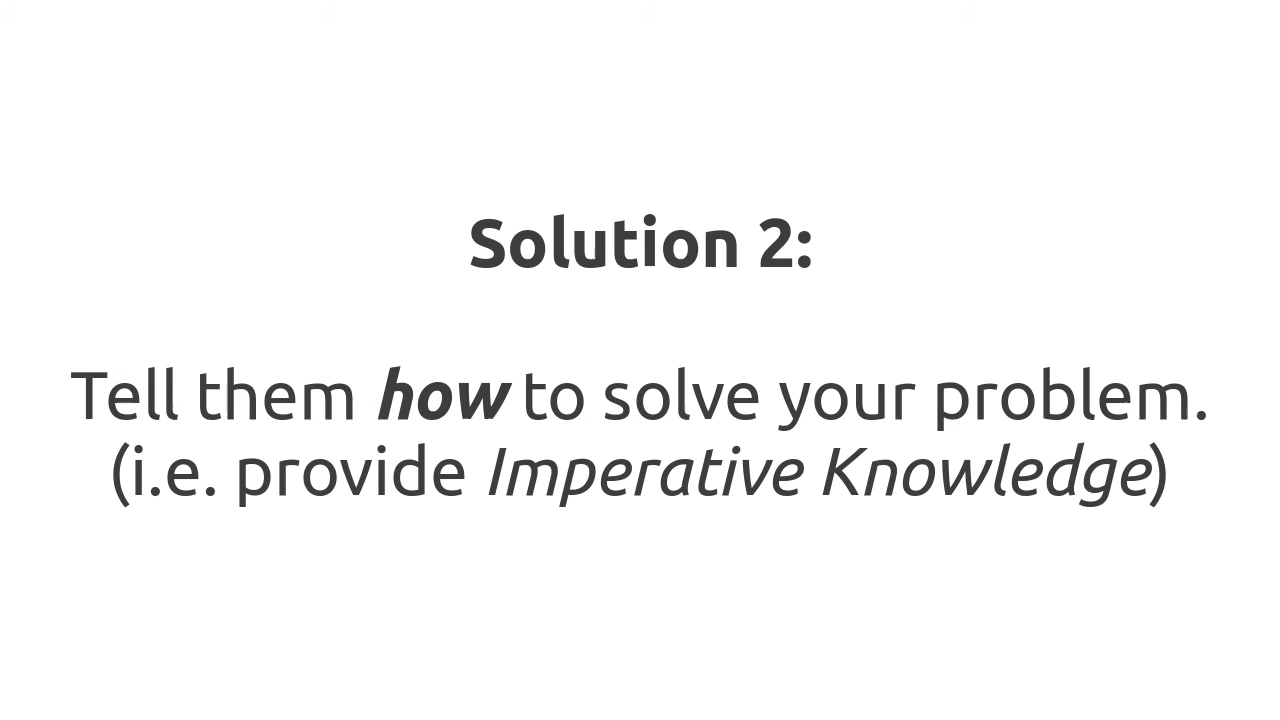 Solution 2:
Tell them how to solve your problem.
(i.e. provide Imperative Knowledge)